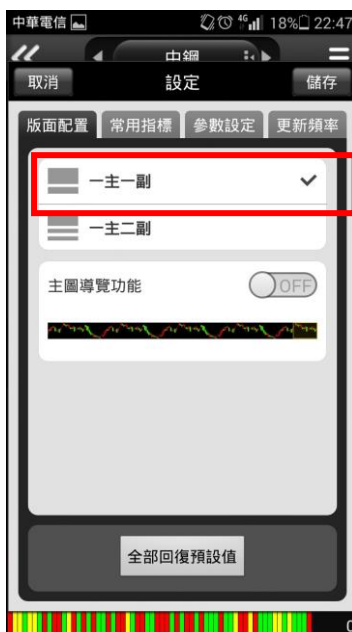 中華電信 4G 18% 22:47
中鋼
取消 設定 儲存
版面配置 常用指標 參數設定 更新頻率
一主一副
一主二副
主圖導覽功能 OFF
全部回復預設值